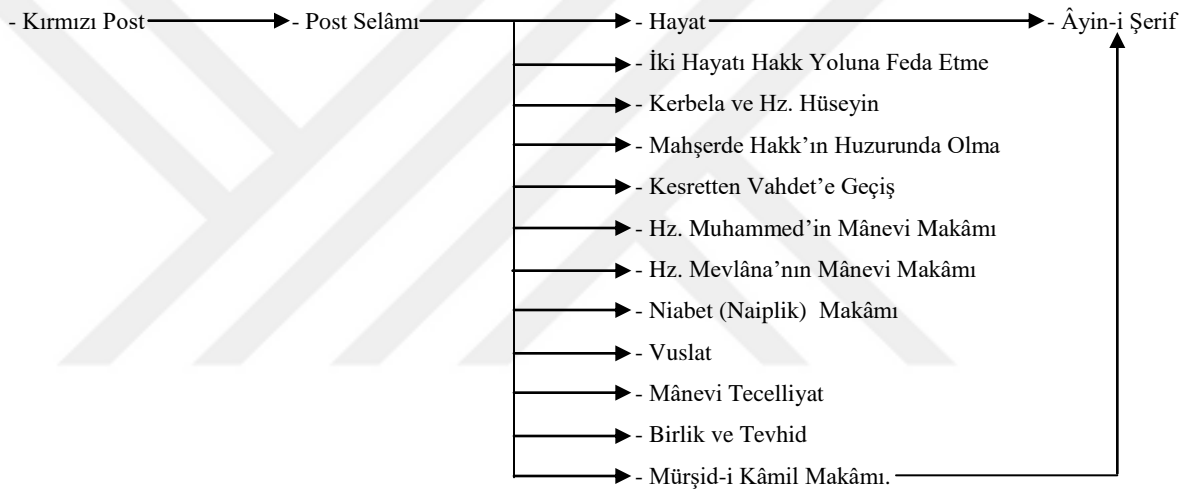 - Kırmızı Post - Post Selâmı - Hayat - Âyin-i Şerif
- İki Hayatı Hakk Yoluna Feda Etme
- Kerbela ve Hz. Hüseyin
- Mahşerde Hakk’ın Huzurunda Olma
- Kesretten Vahdet’e Geçiş
- Hz. Muhammed’in Mânevi Makâmı
- Hz. Mevlâna’nın Mânevi Makâmı
- Niabet (Naiplik) Makâmı
- Vuslat
- Mânevi Tecelliyat
- Birlik ve Tevhid
- Mürşid-i Kâmil Makâmı.